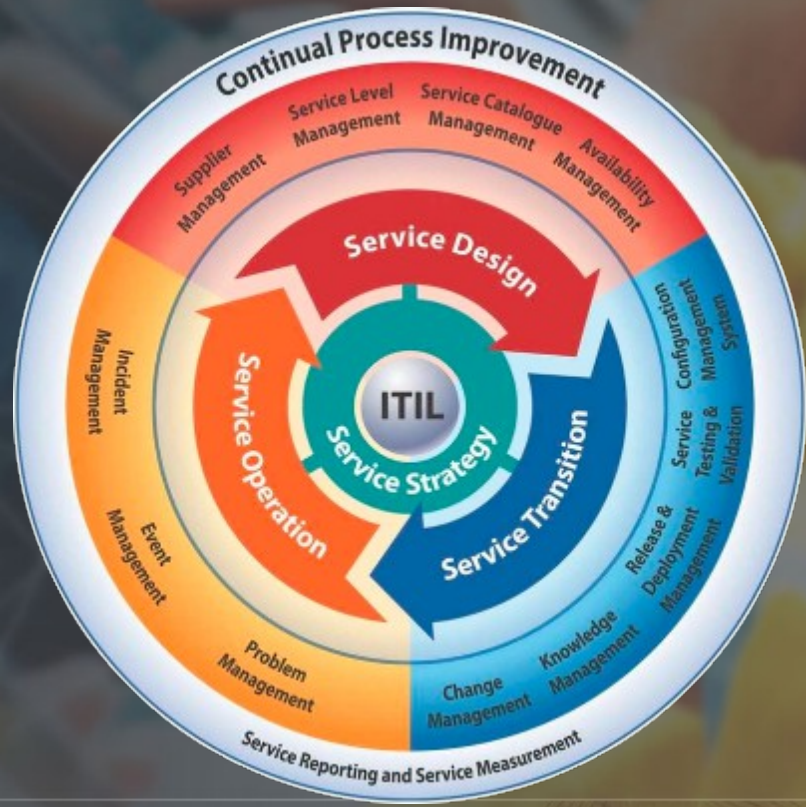 Continual Process Improvement
Supplier
Management
Service Level
Management
Service Catalogue
Management
Availability
Management
Configuration
Management
System
Service
Testing &
Validation
Release &
Deployment
Management
Knowledge
Management
Change
Management
Problem
Management
Event
Management
Incident
Management
Service Design
Service Transition
Service Operation
Service Strategy
ITIL
Service Reporting and Service Measurement